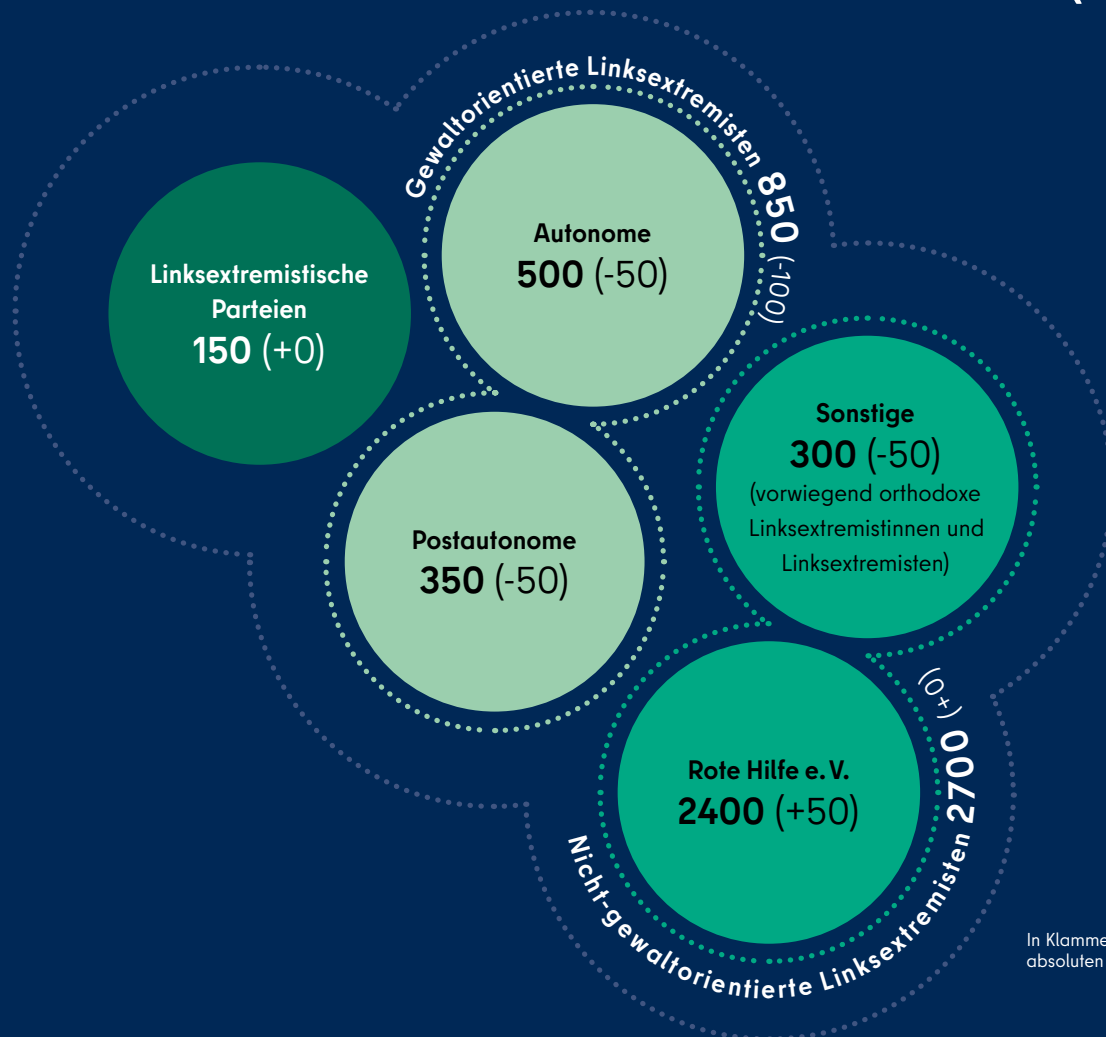 Gewaltorientierte Linksextremisten 850 (-100)
Autonome
500 (-50)
Linksextremistische
Parteien
150 (+0)
Sonstige
300 (-50)
(vorwiegend orthodoxe
Linksextremistinnen und
Linksextremisten)
Postautonome
350 (-50)
Rote Hilfe e. V.
2400 (+50)
Nicht-gewaltorientierte Linksextremisten 2700 (+0)
In Klamme
absoluten